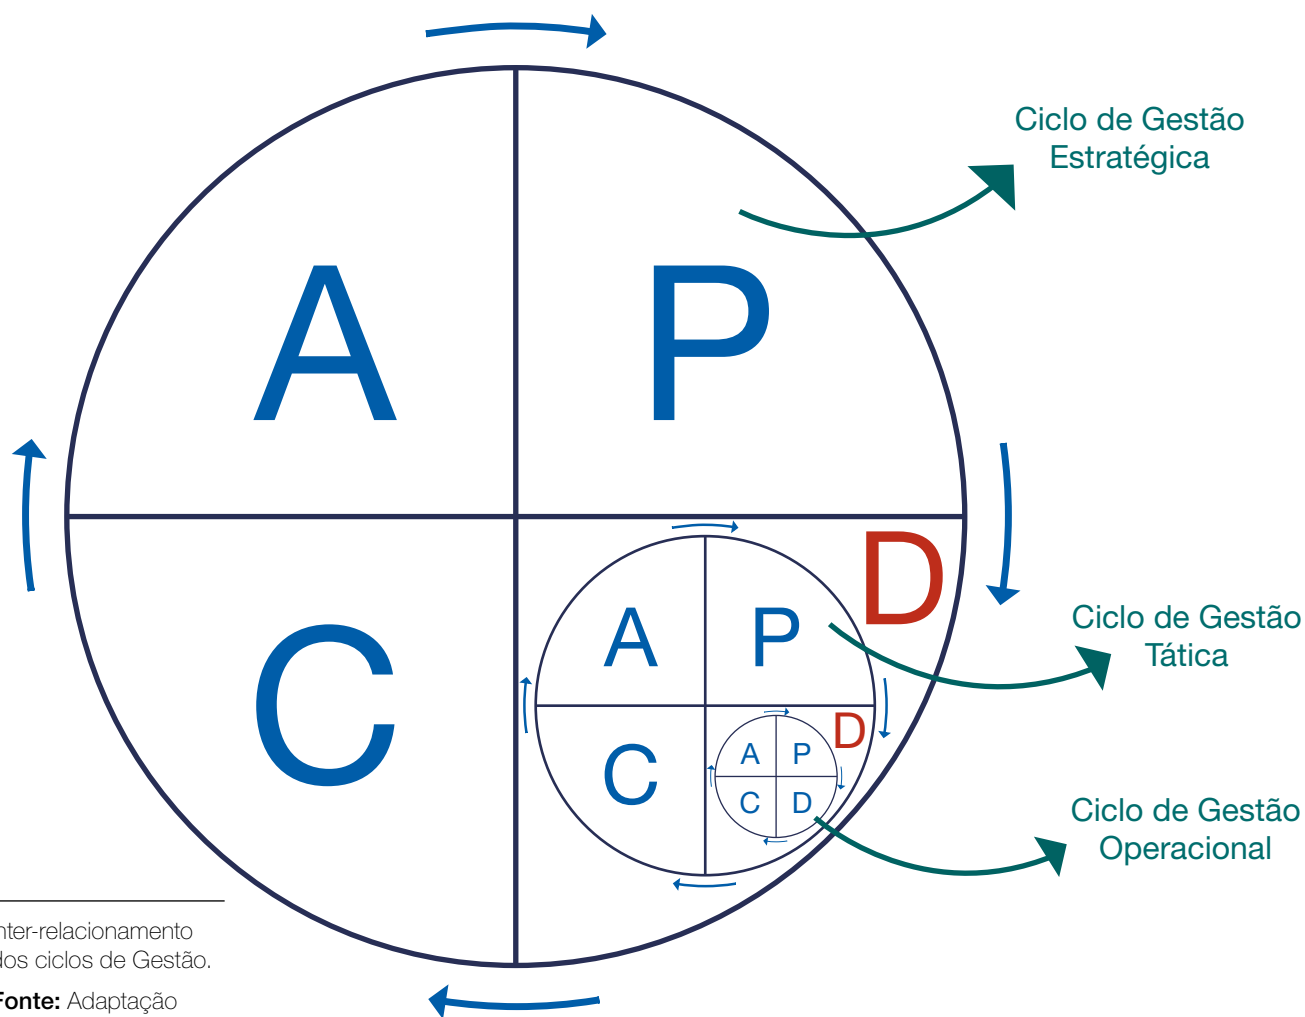 Ciclo de Gestão
Estratégica
A P
D
A P
Ciclo de Gestão
Tática
C
C
D
A P
C D
Ciclo de Gestão
Operacional
nter-relacionamento
dos ciclos de Gestão.
Fonte: Adaptação